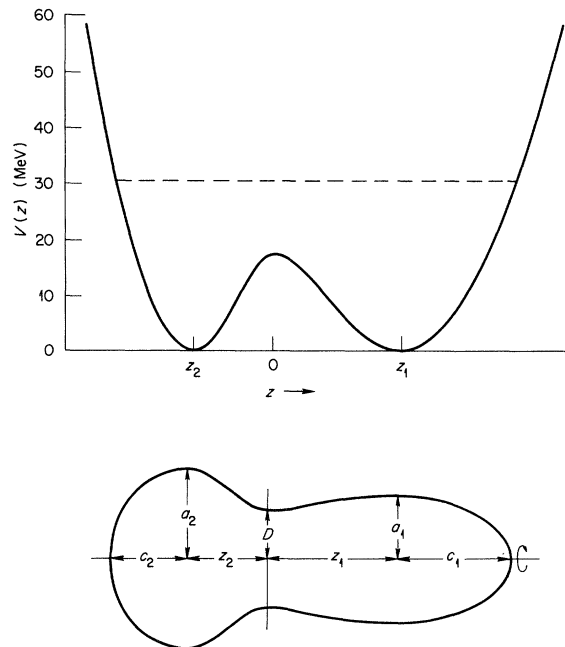 60
50
40
30
20
10
0
V(z) (MeV)
z₂ 0 z₁
z →
a₂ D a₁
c₂ z₂ z₁ c₁